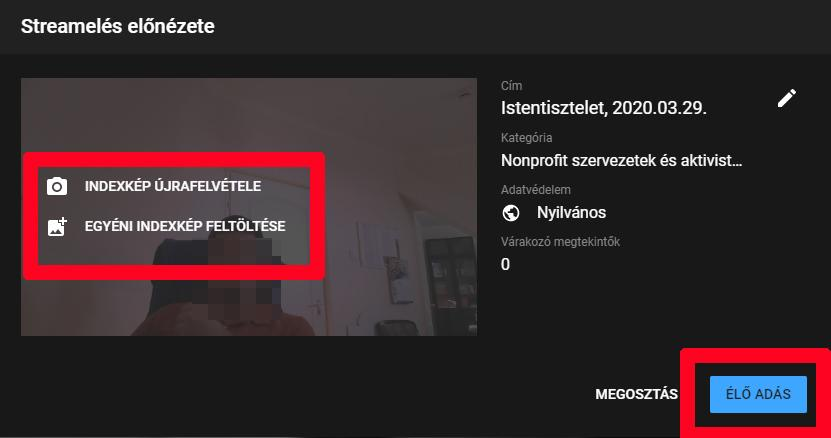 Streamelés előnézete
INDEXKÉP ÚJRAFELVÉTELE
EGYÉNI INDEXKÉP FELTÖLTÉSE
Cím
Istentisztelet, 2020.03.29.
Kategória
Nonprofit szervezetek és aktivist...
Adatvédelem
Nyilvános
Várakozó megtekintők
0
MEGOSZTÁS
ÉLŐ ADÁS